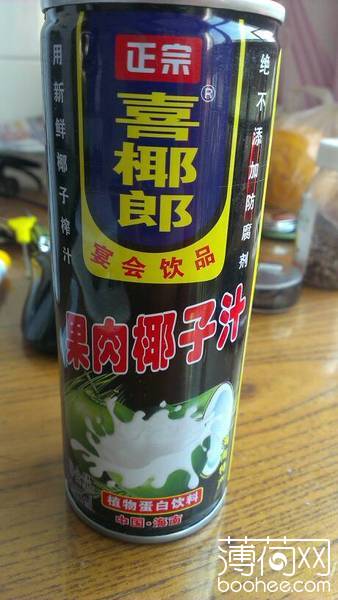 正宗
喜椰郎®
宴会饮品
用新鲜椰子榨汁
绝不添加防腐剂
果肉椰子汁
植物蛋白饮料
中国·海南
薄荷网
boohee.com